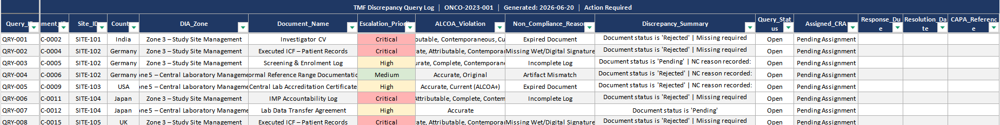 TMF Discrepancy Query Log | ONCO-2023-001 | Generated: 2026-06-20 | Action Required
Query_I ment_ID Site_ID Count DIA_Zone Document_Name Escalation_Priorit ALCOA_Violation Non_Compliance_Reason Discrepancy_Summary Query_Status Assigned_CRA Response_Due Resolution_Date CAPA_Reference
QRY-001 C-0002 SITE-101 India Zone 3 – Study Site Management Investigator CV Critical butable, Contemporaneous, Cu Expired Document Document status is 'Rejected' | Missing required Open Pending Assignment
QRY-002 C-0004 SITE-102 Germany Zone 3 – Study Site Management Executed ICF – Patient Records Critical rate, Attributable, Contemporar Missing Wet/Digital Signature Document status is 'Rejected' | Missing required Open Pending Assignment
QRY-003 C-0005 SITE-102 Germany Zone 3 – Study Site Management Screening & Enrolment Log High urate, Complete, Contemporan Incomplete Log Document status is 'Pending' | NC reason recorded: Open Pending Assignment
QRY-004 C-0006 SITE-102 Germany one 5 – Central Laboratory Manageme ormal Reference Range Documentatio Medium Accurate, Original Artifact Mismatch Document status is 'Rejected' | NC reason recorded: Open Pending Assignment
QRY-005 C-0009 SITE-103 USA one 5 – Central Laboratory Manageme Central Lab Accreditation Certificate High Accurate, Current (ALCOA+) Expired Document Document status is 'Rejected' | NC reason recorded: Open Pending Assignment
QRY-006 C-0011 SITE-104 Japan Zone 3 – Study Site Management IMP Accountability Log Critical Attributable, Complete, Contem Incomplete Log Document status is 'Rejected' | Missing required Open Pending Assignment
QRY-007 C-0012 SITE-104 Japan one 5 – Central Laboratory Manageme Lab Data Transfer Agreement High Accurate Document status is 'Pending' Open Pending Assignment
QRY-008 C-0015 SITE-105 UK Zone 3 – Study Site Management Executed ICF – Patient Records Critical rate, Attributable, Contemporar Missing Wet/Digital Signature Document status is 'Rejected' | Missing required Open Pending Assignment